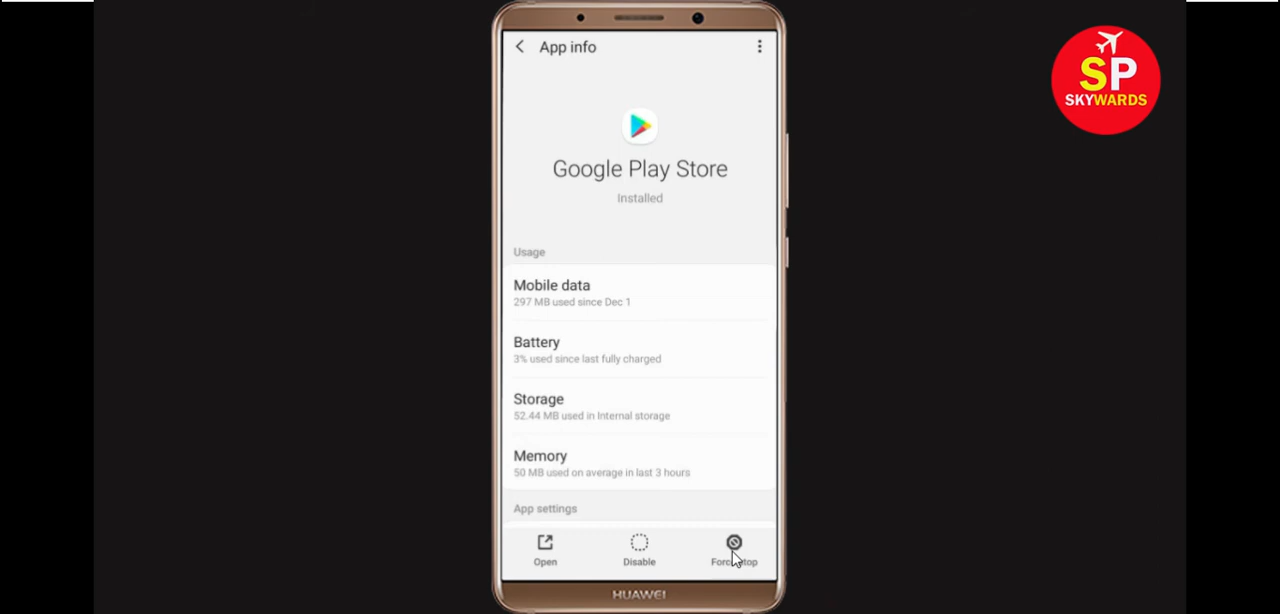 App info
SP
SKYWARDS
Google Play Store
Installed
Usage
Mobile data
297 MB used since Dec 1
Battery
3% used since last fully charged
Storage
52.44 MB used in Internal storage
Memory
50 MB used on average in last 3 hours
App settings
Open
Disable
Force stop
HUAWEI